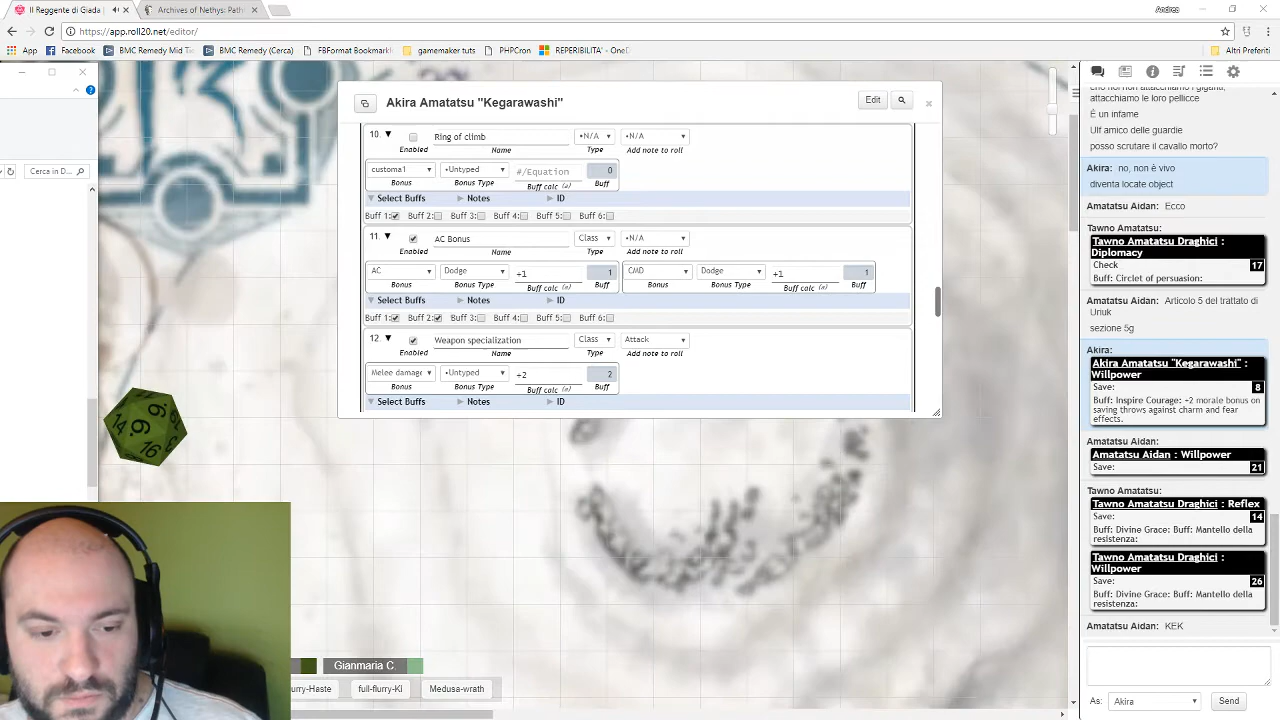 Il Reggente di Giada
Archives of Nethys: Path
Andrea
https://app.roll20.net/editor/
App
Facebook
BMC Remedy Mid Tie
BMC Remedy (Cerca)
FBFormat Bookmarkl
gamemaker tuts
PHPCron
REPERIBILITA' - OneD
Altri Preferiti
Cerca in D...
Akira Amatatsu "Kegarawashi"
Edit
10.
Ring of climb
•N/A
•N/A
Enabled
Name
Type
Add note to roll
custom1
•Untyped
#/Equation
0
Bonus
Bonus Type
Buff calc
Buff
Select Buffs
Notes
ID
Buff 1:
Buff 2:
Buff 3:
Buff 4:
Buff 5:
Buff 6:
11.
AC Bonus
Class
•N/A
Enabled
Name
Type
Add note to roll
AC
Dodge
+1
1
CMD
Dodge
+1
1
Bonus
Bonus Type
Buff calc
Buff
Bonus
Bonus Type
Buff calc
Buff
Select Buffs
Notes
ID
Buff 1:
Buff 2:
Buff 3:
Buff 4:
Buff 5:
Buff 6:
12.
Weapon specialization
Class
Attack
Enabled
Name
Type
Add note to roll
Melee damage
•Untyped
+2
2
Bonus
Bonus Type
Buff calc
Buff
Select Buffs
Notes
ID
14
16
Gianmaria C.
urry-Haste
full-flurry-Ki
Medusa-wrath
attacchiamo le loro pellicce
È un infame
Ulf amico delle guardie
posso scrutare il cavallo morto?
Akira: no, non è vivo
diventa locate object
Amatatsu Aidan: Ecco
Tawno Amatatsu:
Tawno Amatatsu Draghici :
Diplomacy
Check 17
Buff: Circlet of persuasion:
Amatatsu Aidan: Articolo 5 del trattato di
Uriuk
sezione 5g
Akira:
Akira Amatatsu "Kegarawashi" :
Willpower
Save: 8
Buff: Inspire Courage: +2 morale bonus on
saving throws against charm and fear
effects.
Amatatsu Aidan:
Amatatsu Aidan : Willpower
Save: 21
Tawno Amatatsu:
Tawno Amatatsu Draghici : Reflex
Save: 14
Buff: Divine Grace: Buff: Mantello della
resistenza:
Tawno Amatatsu Draghici :
Willpower
Save: 26
Buff: Divine Grace: Buff: Mantello della
resistenza:
Amatatsu Aidan: KEK
As:
Akira
Send